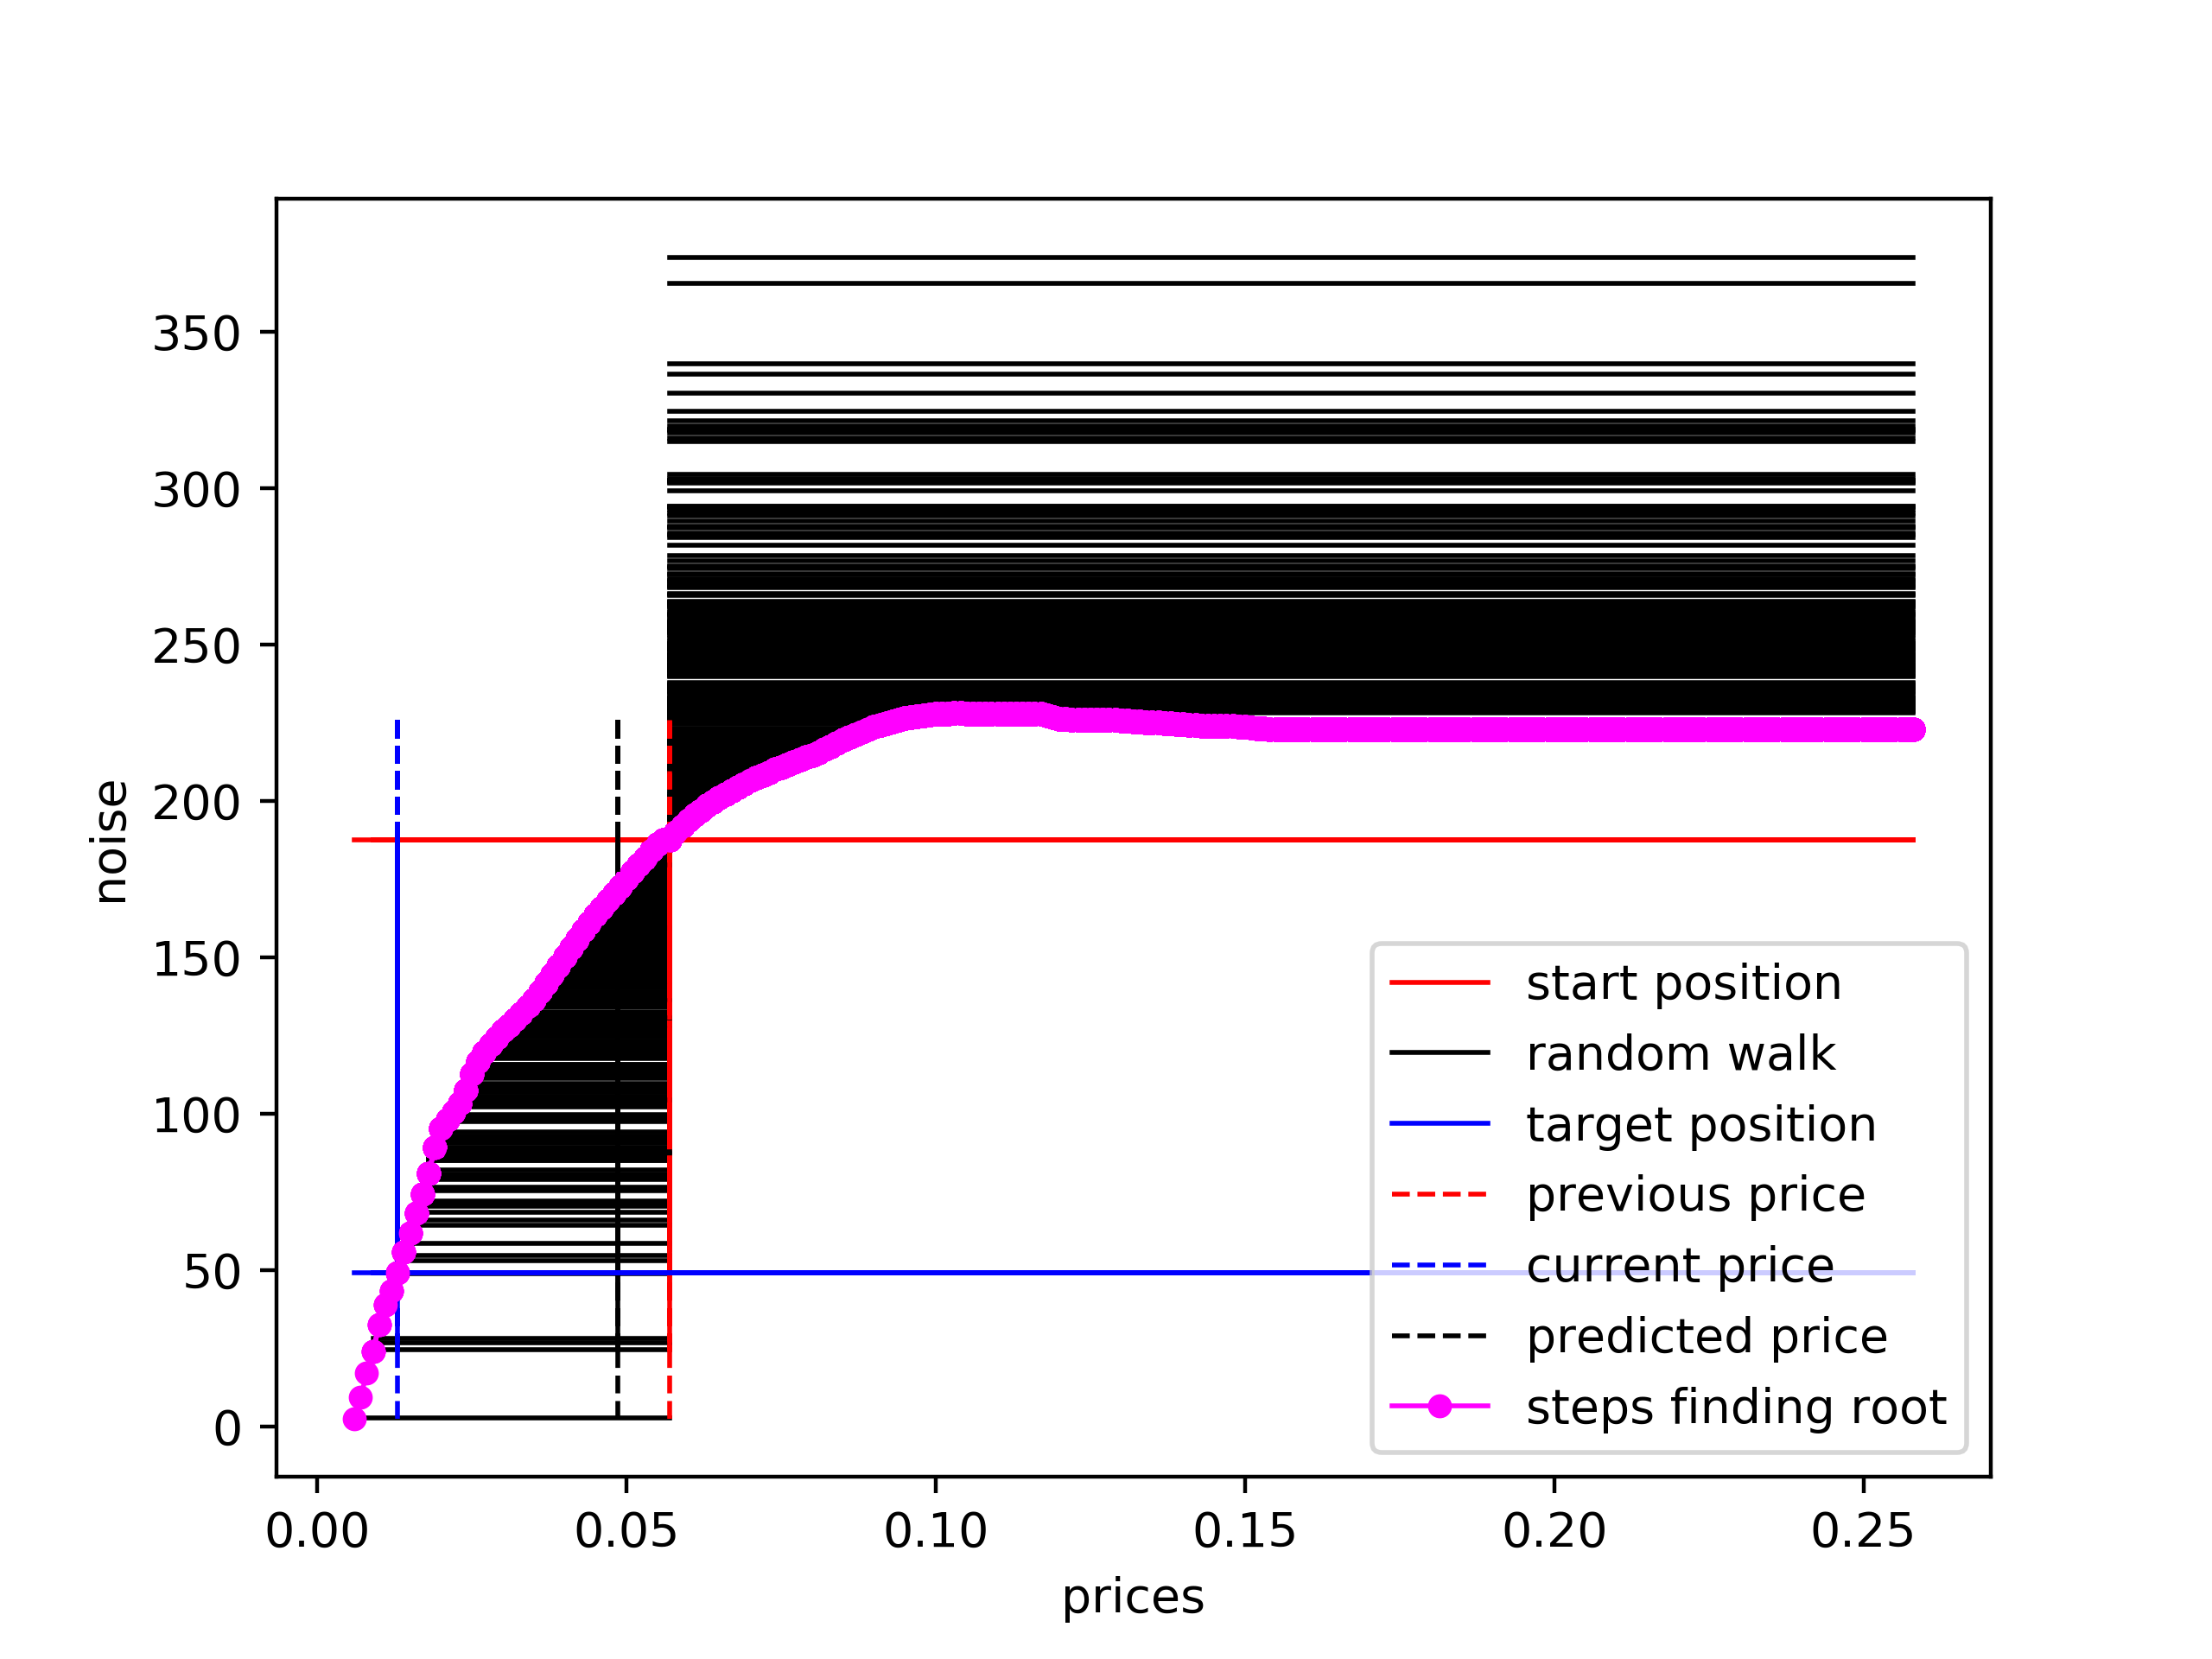 350
300
250
200
150
100
50
0
noise
0.00 0.05 0.10 0.15 0.20 0.25
prices
start position
random walk
target position
previous price
current price
predicted price
steps finding root